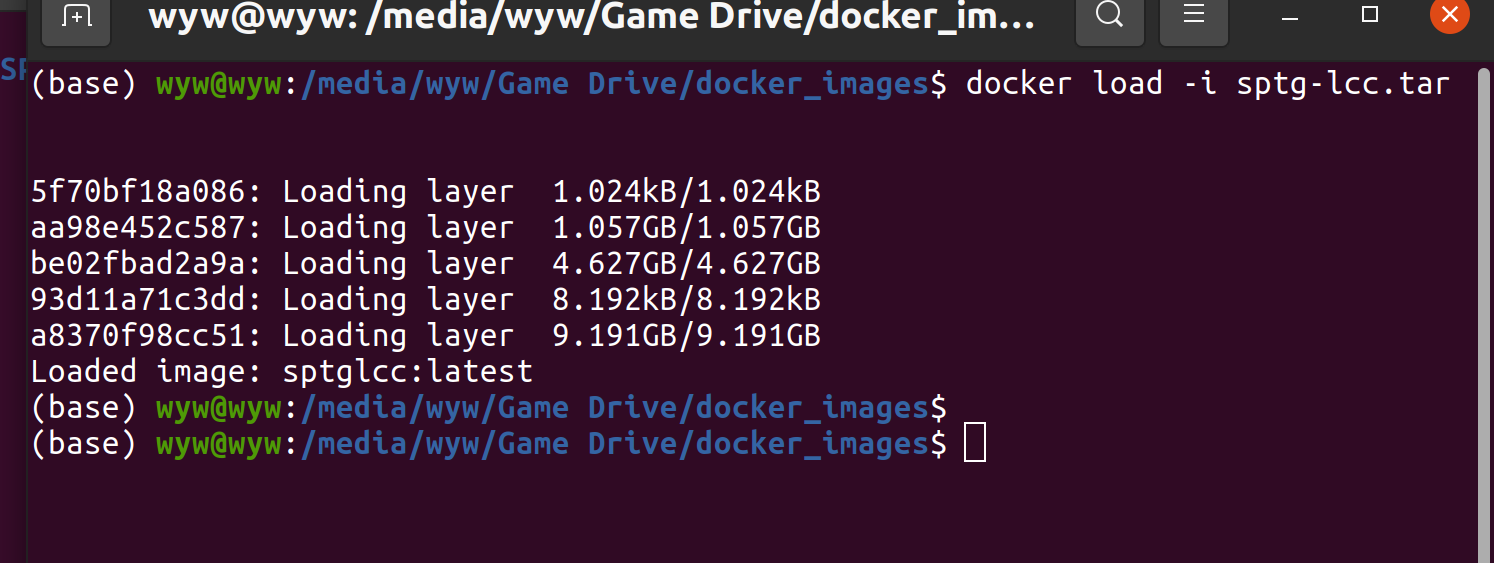 wyw@wyw: /media/wyw/Game Drive/docker_im...
SP
(base) wyw@wyw:/media/wyw/Game Drive/docker_images$ docker load -i sptg-lcc.tar
5f70bf18a086: Loading layer  1.024kB/1.024kB
aa98e452c587: Loading layer  1.057GB/1.057GB
be02fbad2a9a: Loading layer  4.627GB/4.627GB
93d11a71c3dd: Loading layer  8.192kB/8.192kB
a8370f98cc51: Loading layer  9.191GB/9.191GB
Loaded image: sptglcc:latest
(base) wyw@wyw:/media/wyw/Game Drive/docker_images$
(base) wyw@wyw:/media/wyw/Game Drive/docker_images$